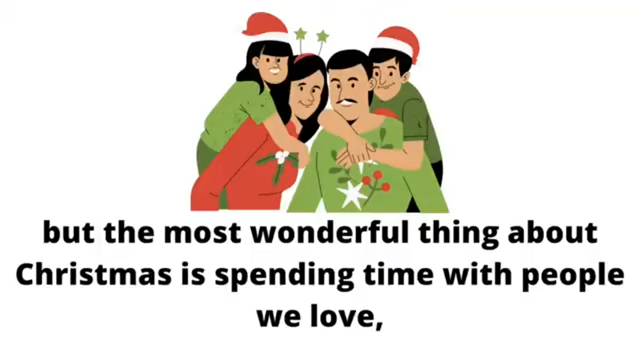 but the most wonderful thing about
Christmas is spending time with people
we love,